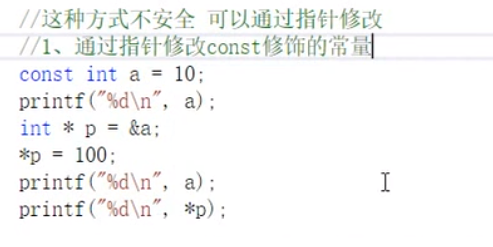 //这种方式不安全 可以通过指针修改
//1、通过指针修改const修饰的常量
const int a = 10;
printf("%d\n", a);
int * p = &a;
*p = 100;
printf("%d\n", a);
printf("%d\n", *p);